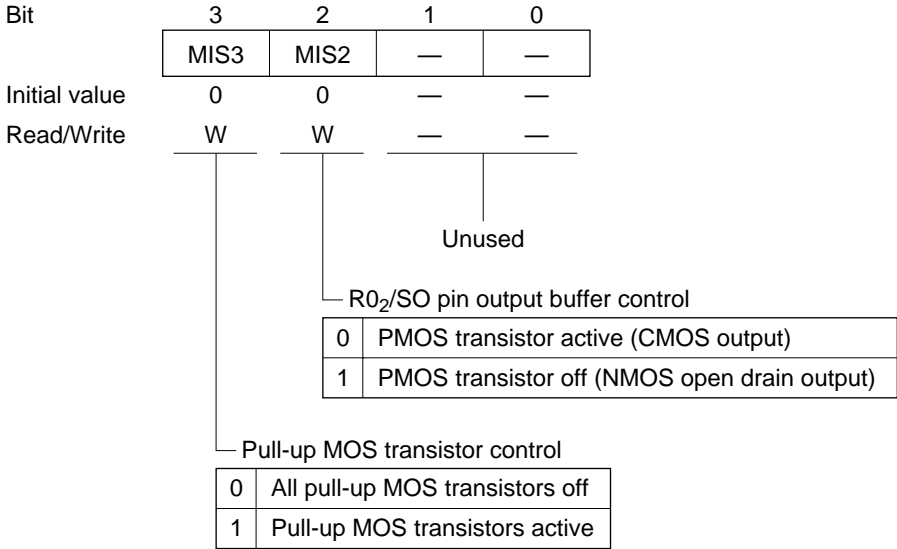 Bit 3 2 1 0
MIS3 MIS2 — —
Initial value 0 0 — —
Read/Write W W — —
Unused
R0₂/SO pin output buffer control
0 PMOS transistor active (CMOS output)
1 PMOS transistor off (NMOS open drain output)
Pull-up MOS transistor control
0 All pull-up MOS transistors off
1 Pull-up MOS transistors active